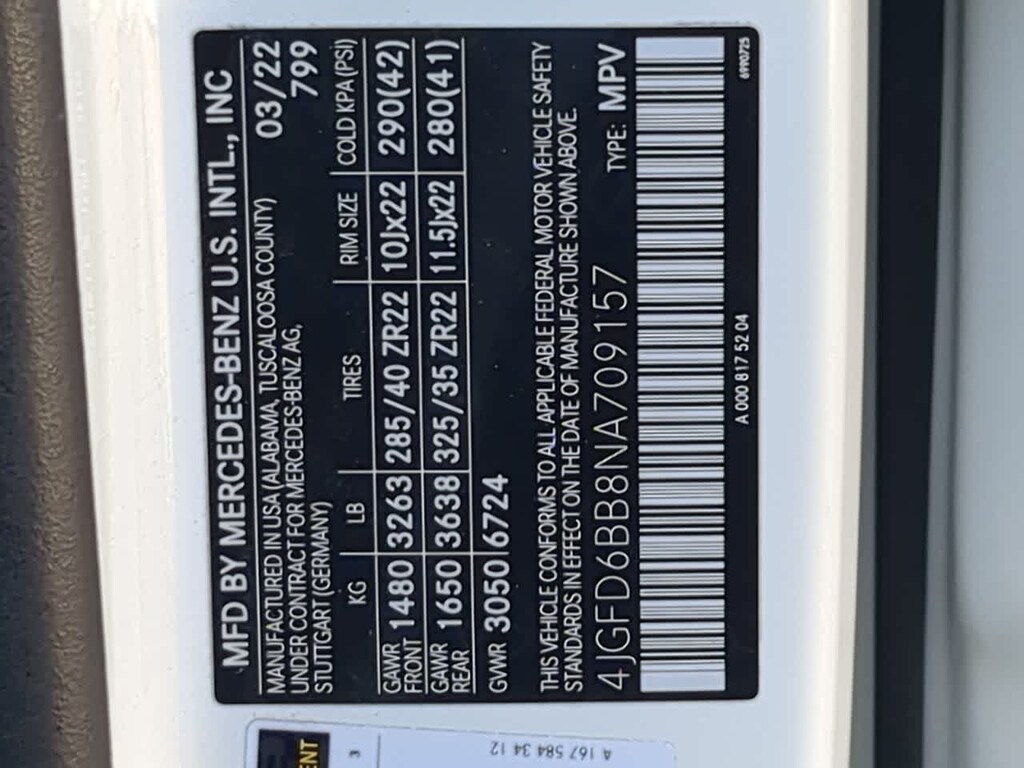 MFD BY MERCEDES-BENZ U.S. INTL., INC
MANUFACTURED IN USA (ALABAMA, TUSCALOOSA COUNTY) 03/22
UNDER CONTRACT FOR MERCEDES-BENZ AG, 799
STUTTGART (GERMANY)
KG LB TIRES RIM SIZE COLD KPA (PSI)
GAWR FRONT 1480 3263 285/40 ZR22 10Jx22 290(42)
GAWR REAR 1650 3638 325/35 ZR22 11.5Jx22 280(41)
GVWR 3050 6724
THIS VEHICLE CONFORMS TO ALL APPLICABLE FEDERAL MOTOR VEHICLE SAFETY
STANDARDS IN EFFECT ON THE DATE OF MANUFACTURE SHOWN ABOVE.
4JGFD6BB8NA709157 TYPE: MPV
A 000 817 52 04
6990725
ENT
3
A 167 584 34 12